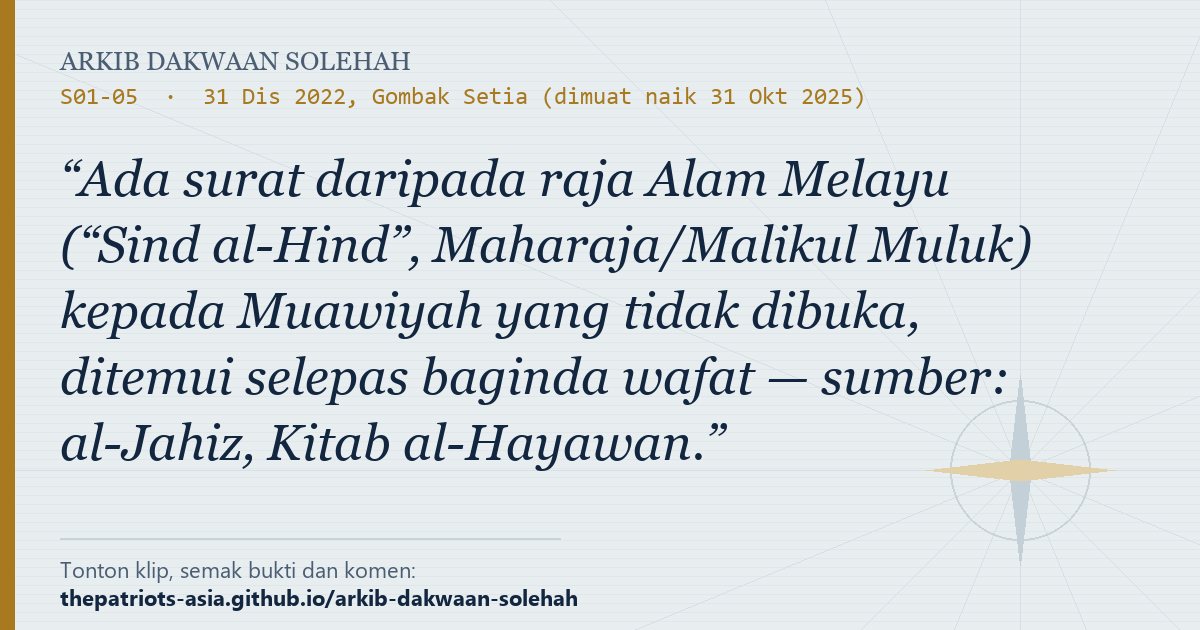 ARKIB DAKWAAN SOLEHAH
S01-05 · 31 Dis 2022, Gombak Setia (dimuat naik 31 Okt 2025)
“Ada surat daripada raja Alam Melayu
(“Sind al-Hind”, Maharaja/Malikul Muluk)
kepada Muawiyah yang tidak dibuka,
ditemui selepas baginda wafat — sumber:
al-Jahiz, Kitab al-Hayawan.”
Tonton klip, semak bukti dan komen:
thepatriots-asia.github.io/arkib-dakwaan-solehah